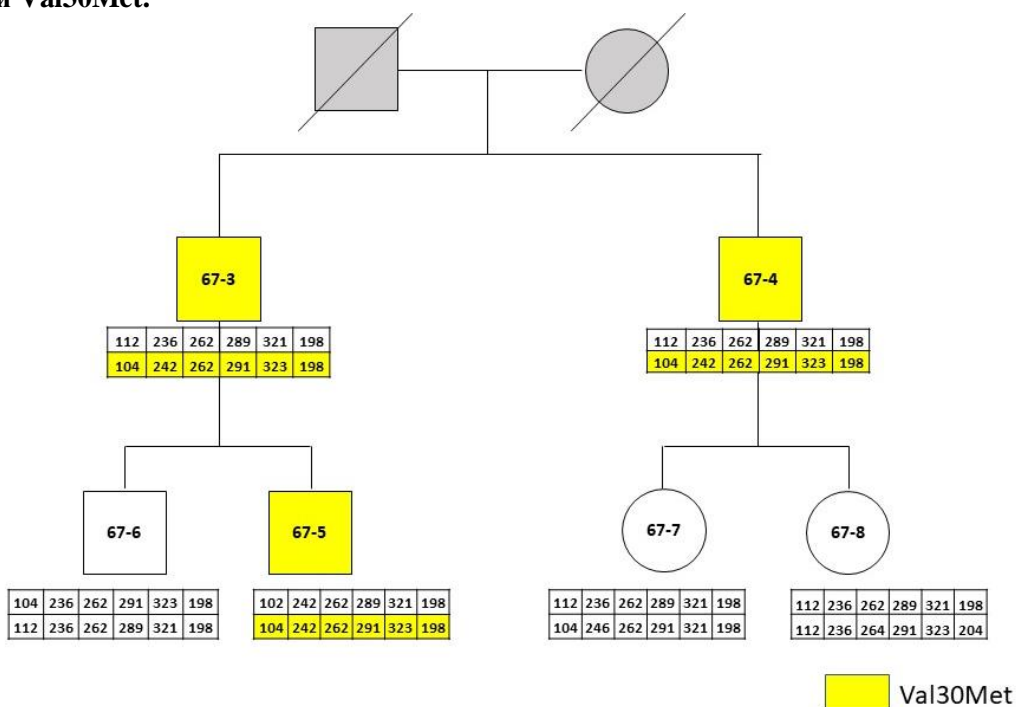 и Val30Met.
67-3
67-4
112 236 262 289 321 198
104 242 262 291 323 198
112 236 262 289 321 198
104 242 262 291 323 198
67-6
67-5
67-7
67-8
104 236 262 291 323 198
112 236 262 289 321 198
102 242 262 289 321 198
104 242 262 291 323 198
112 236 262 289 321 198
104 246 262 291 321 198
112 236 262 289 321 198
112 236 264 291 323 204
Val30Met